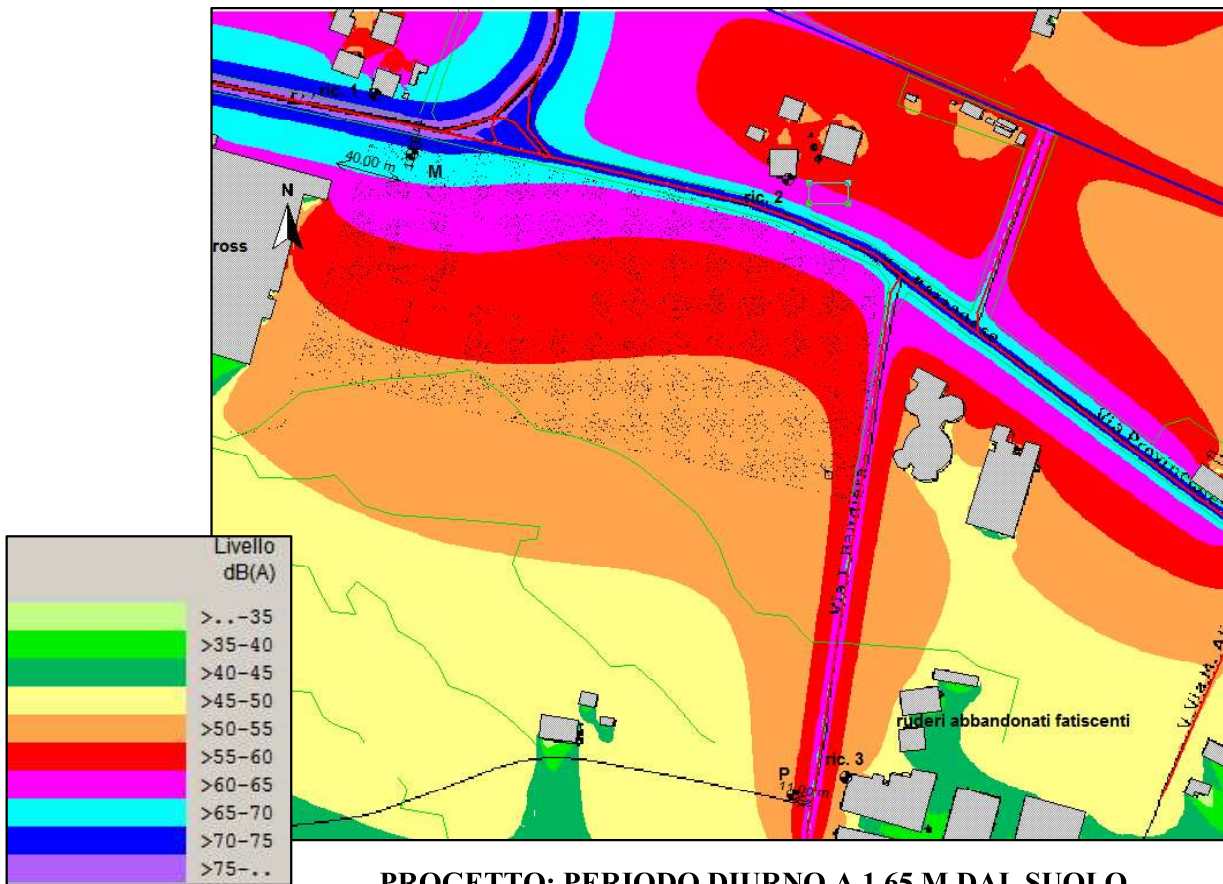 ric. 1
40.00 m
M
N
ross
ric. 2
Via Provinciale
Via I. Bandiera
ruderi abbandonati fatiscenti
P
ric. 3
Livello
dB(A)
>..-35
>35-40
>40-45
>45-50
>50-55
>55-60
>60-65
>65-70
>70-75
>75-..
PROGETTO: PERIODO DIURNO A 1,65 M DAL SUOLO